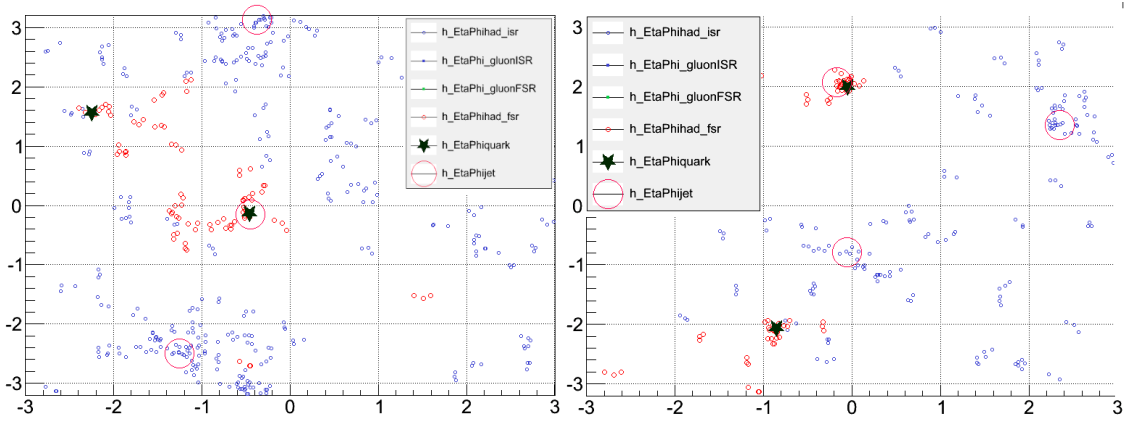 h_EtaPhihad_isr
h_EtaPhi_gluonISR
h_EtaPhi_gluonFSR
h_EtaPhihad_fsr
h_EtaPhiquark
h_EtaPhijet
3
2
1
0
-1
-2
-3
-3 -2 -1 0 1 2 3
h_EtaPhihad_isr
h_EtaPhi_gluonISR
h_EtaPhi_gluonFSR
h_EtaPhihad_fsr
h_EtaPhiquark
h_EtaPhijet
3
2
1
0
-1
-2
-3
-3 -2 -1 0 1 2 3